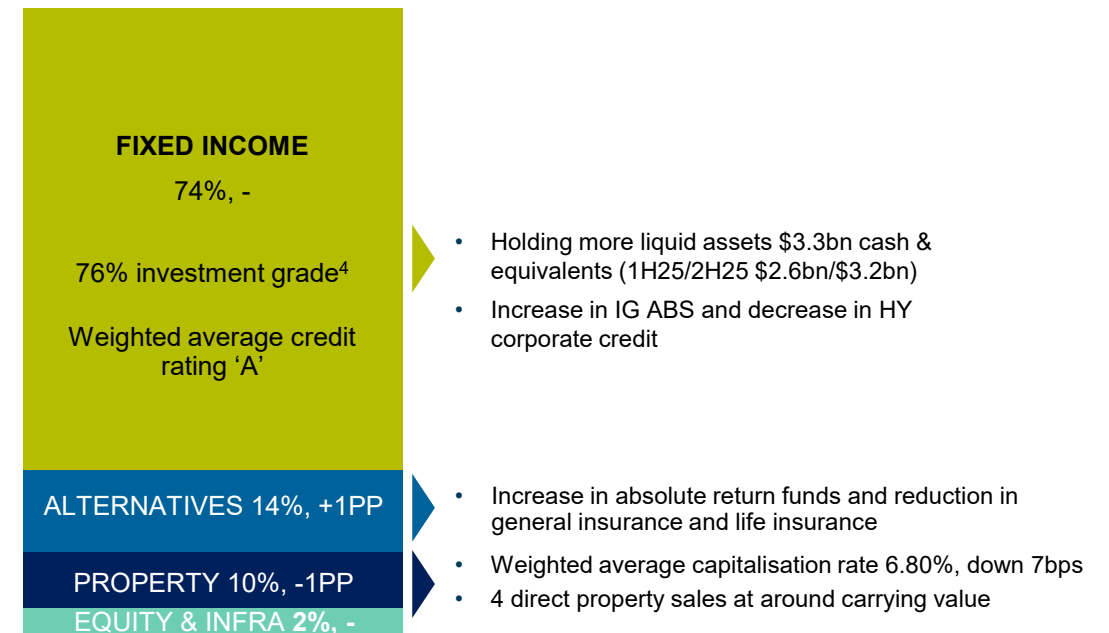 FIXED INCOME
74%, -
76% investment grade⁴
Weighted average credit
rating ‘A’
• Holding more liquid assets $3.3bn cash &
equivalents (1H25/2H25 $2.6bn/$3.2bn)
• Increase in IG ABS and decrease in HY
corporate credit
ALTERNATIVES 14%, +1PP
• Increase in absolute return funds and reduction in
general insurance and life insurance
PROPERTY 10%, -1PP
• Weighted average capitalisation rate 6.80%, down 7bps
• 4 direct property sales at around carrying value
EQUITY & INFRA 2%, -